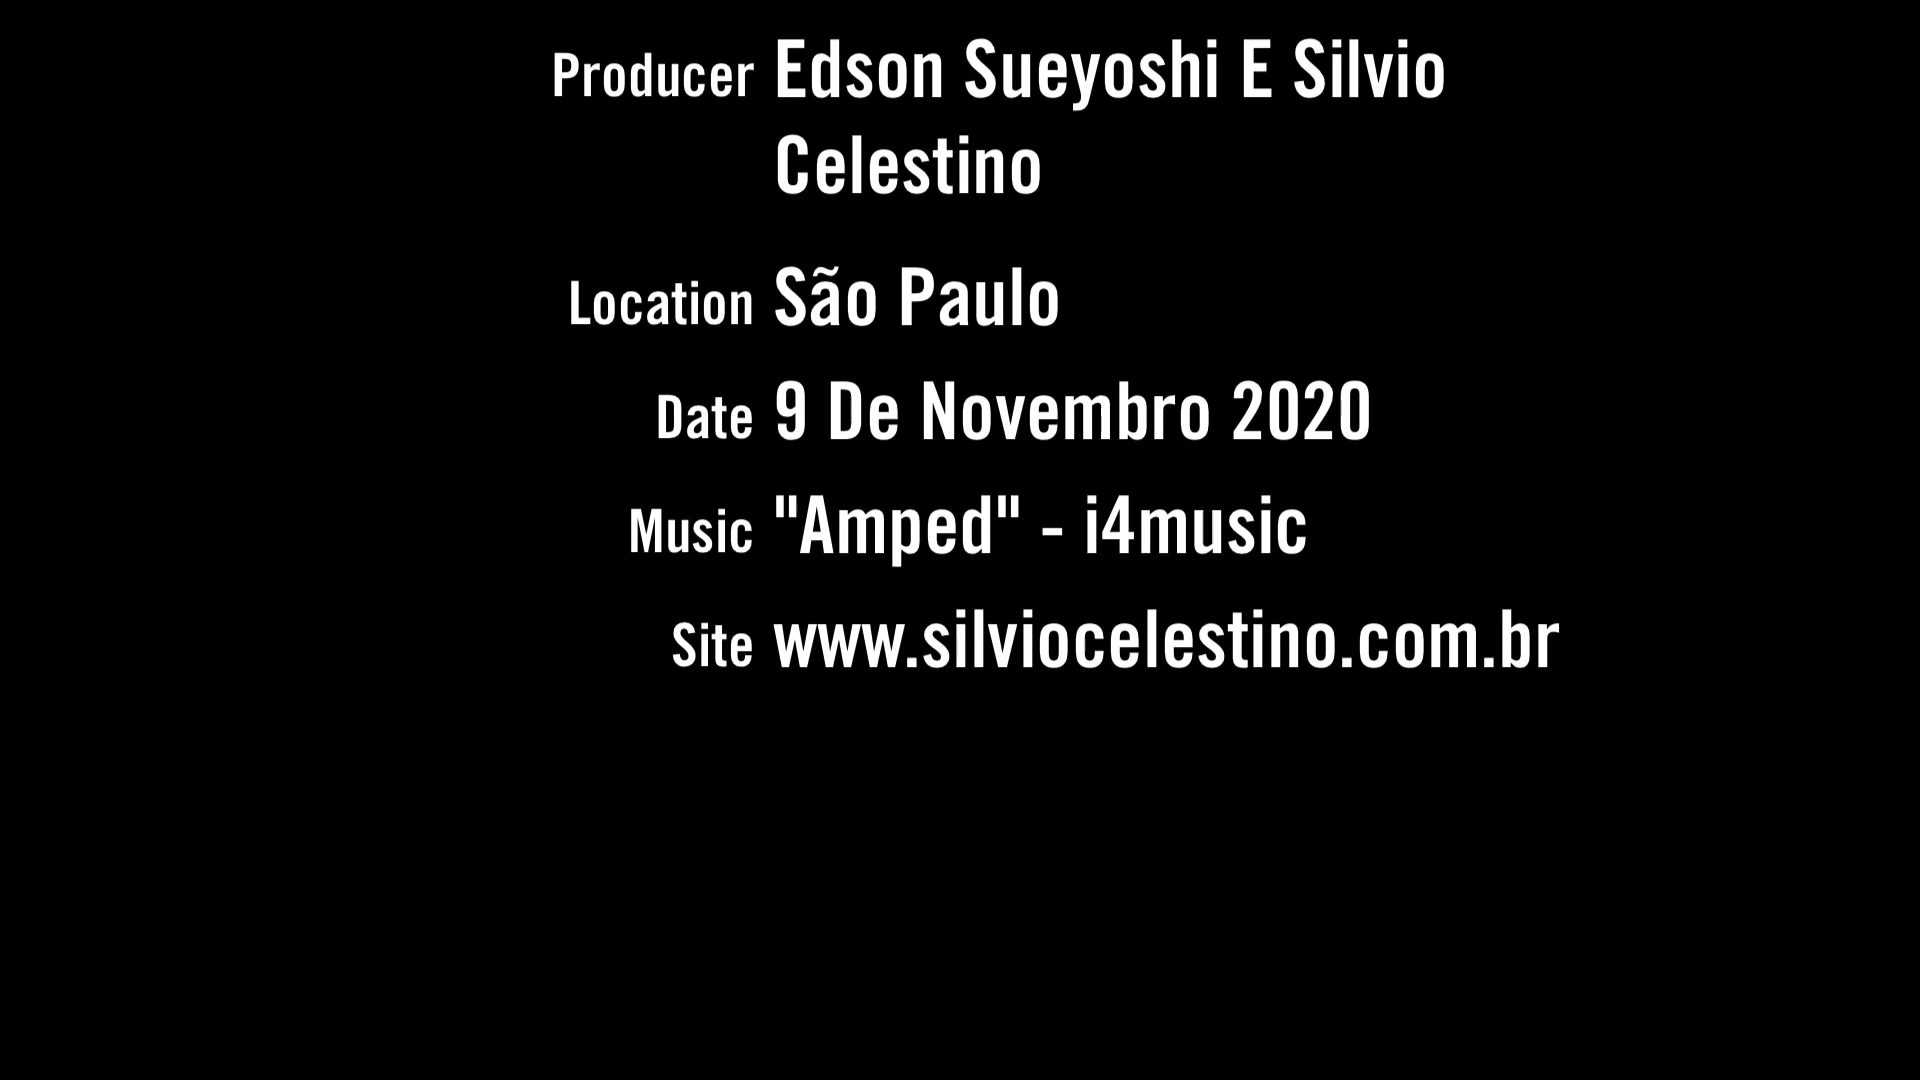 Producer Edson Sueyoshi E Silvio
Celestino
Location São Paulo
Date 9 De Novembro 2020
Music "Amped" - i4music
Site www.silviocelestino.com.br